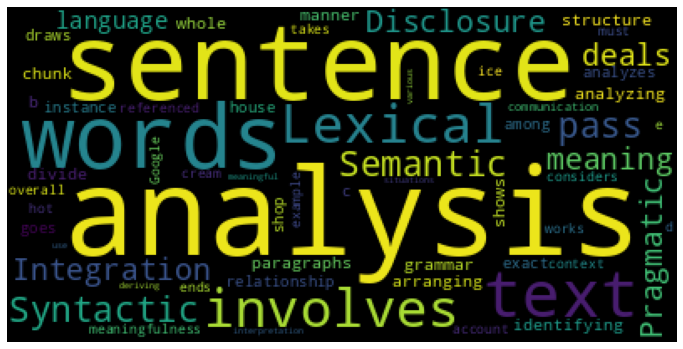 language whole manner takes Disclosure structure must
draws sentence deals
chunk ice analyzes
various analyzing
b instance referenced house communication
words Lexical among pass e
Google Semantic meaning
divide cream meaningful considers
overall analysis
hot example c situations
shop shows Pragmatic
goes use works d
Integration paragraphs grammar exact context
deriving ends relationship arranging
Syntactic involves text
meaningfulness interpretation account identifying